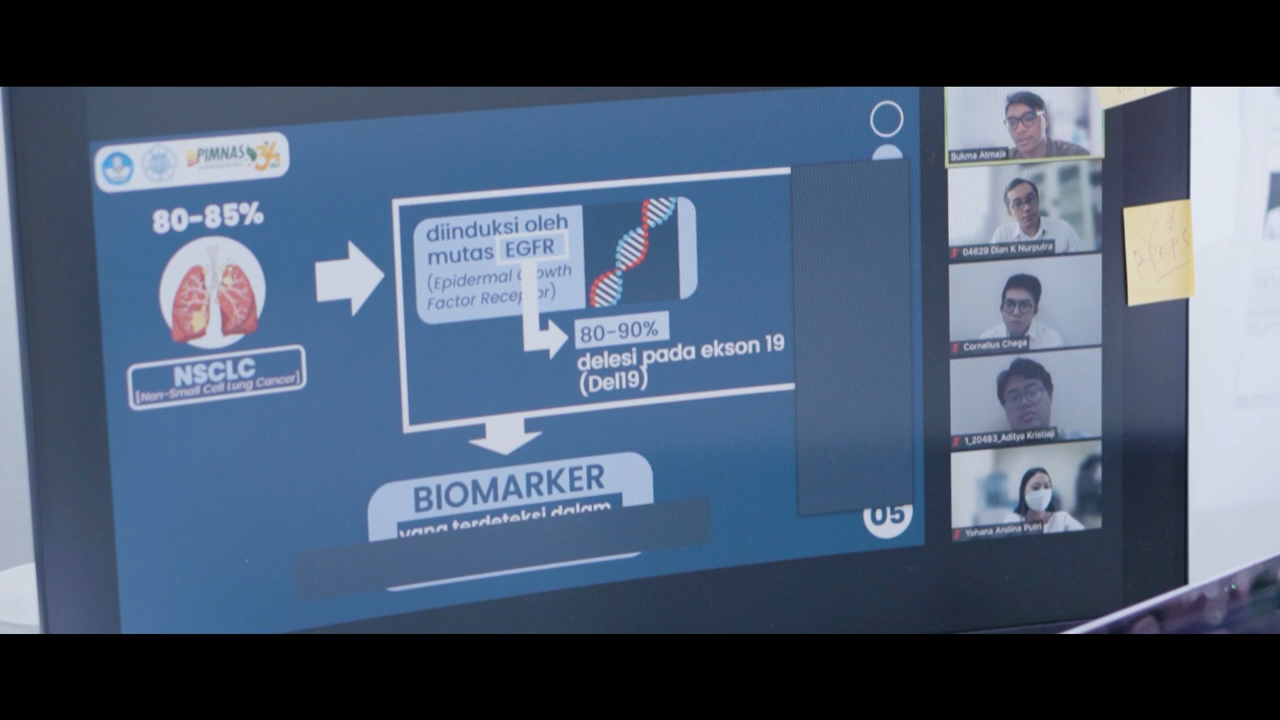 PIMNAS 34
80-85%
NSCLC
[Non-Small Cell Lung Cancer]
diinduksi oleh
mutas EGFR
(Epidermal Growth
Factor Receptor)
80-90%
delesi pada ekson 19
(Del19)
BIOMARKER
yang terdeteksi dalam
05
Sukma Atmaja
04629 Dian K Nurputra
Cornelius Chega
1_20483_Aditya Kristiaji
Yohana Andina Putri